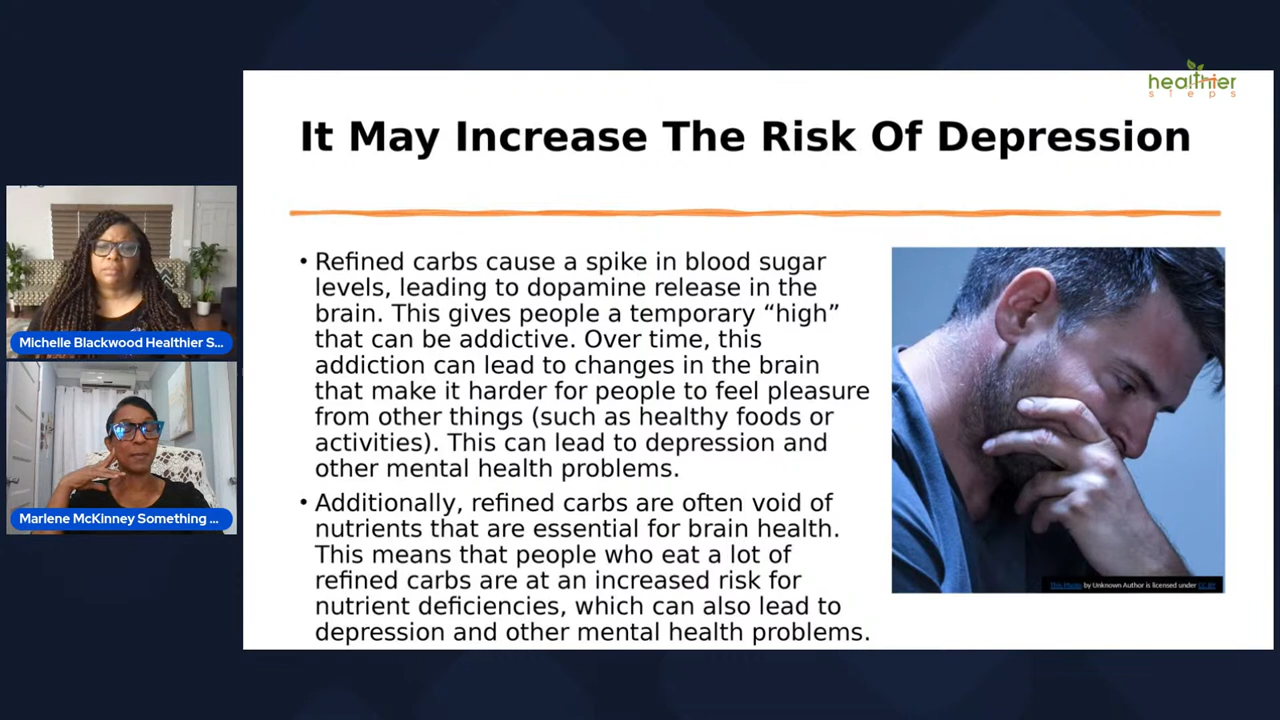 healthier
steps
It May Increase The Risk Of Depression
• Refined carbs cause a spike in blood sugar
levels, leading to dopamine release in the
brain. This gives people a temporary “high”
that can be addictive. Over time, this
addiction can lead to changes in the brain
that make it harder for people to feel pleasure
from other things (such as healthy foods or
activities). This can lead to depression and
other mental health problems.
• Additionally, refined carbs are often void of
nutrients that are essential for brain health.
This means that people who eat a lot of
refined carbs are at an increased risk for
nutrient deficiencies, which can also lead to
depression and other mental health problems.
This Photo by Unknown Author is licensed under CC BY
Michelle Blackwood Healthier S...
Marlene McKinney Something ...